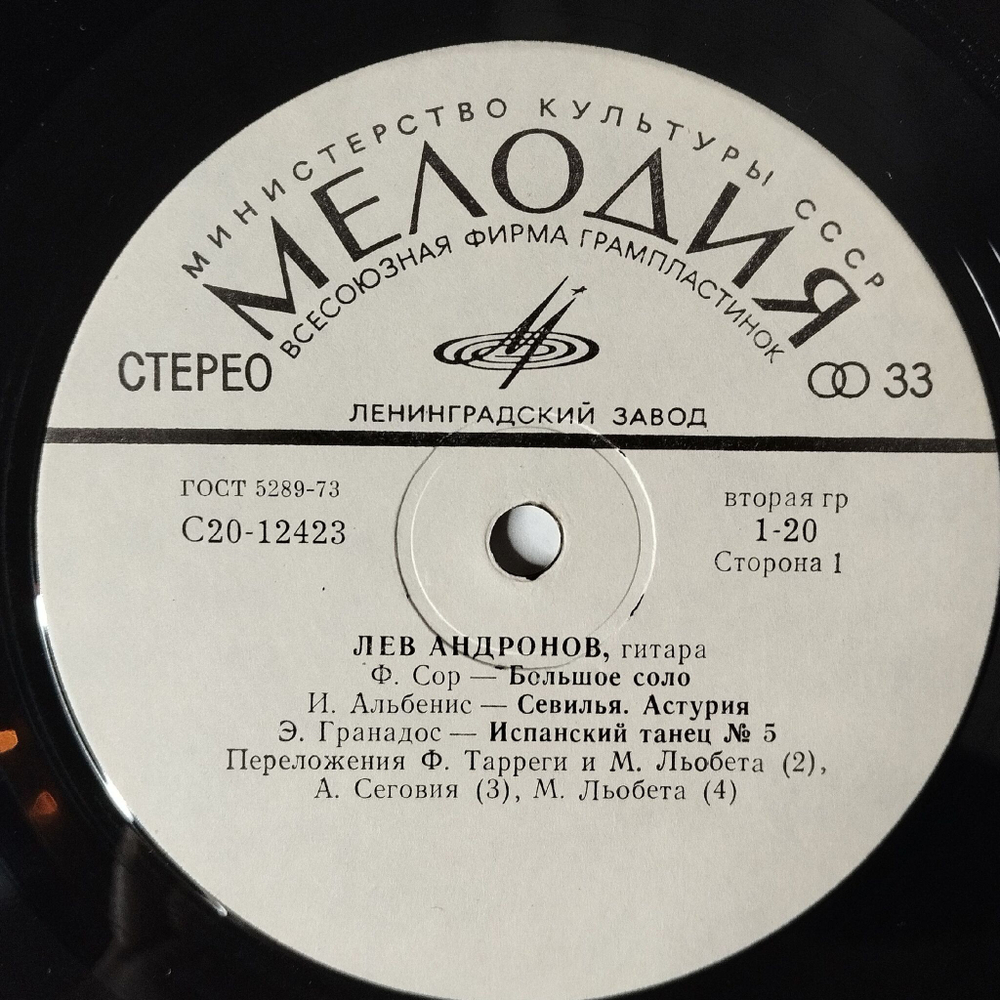 МИНИСТЕРСТВО КУЛЬТУРЫ СССР
МЕЛОДИЯ
ВСЕСОЮЗНАЯ ФИРМА ГРАМПЛАСТИНОК
СТЕРЕО
33
ЛЕНИНГРАДСКИЙ ЗАВОД
ГОСТ 5289-73
С20-12423
вторая гр
1-20
Сторона 1
ЛЕВ АНДРОНОВ, гитара
Ф. Сор — Большое соло
И. Альбенис — Севилья. Астурия
Э. Гранадос — Испанский танец № 5
Переложения Ф. Тарреги и М. Льобета (2),
А. Сеговия (3), М. Льобета (4)